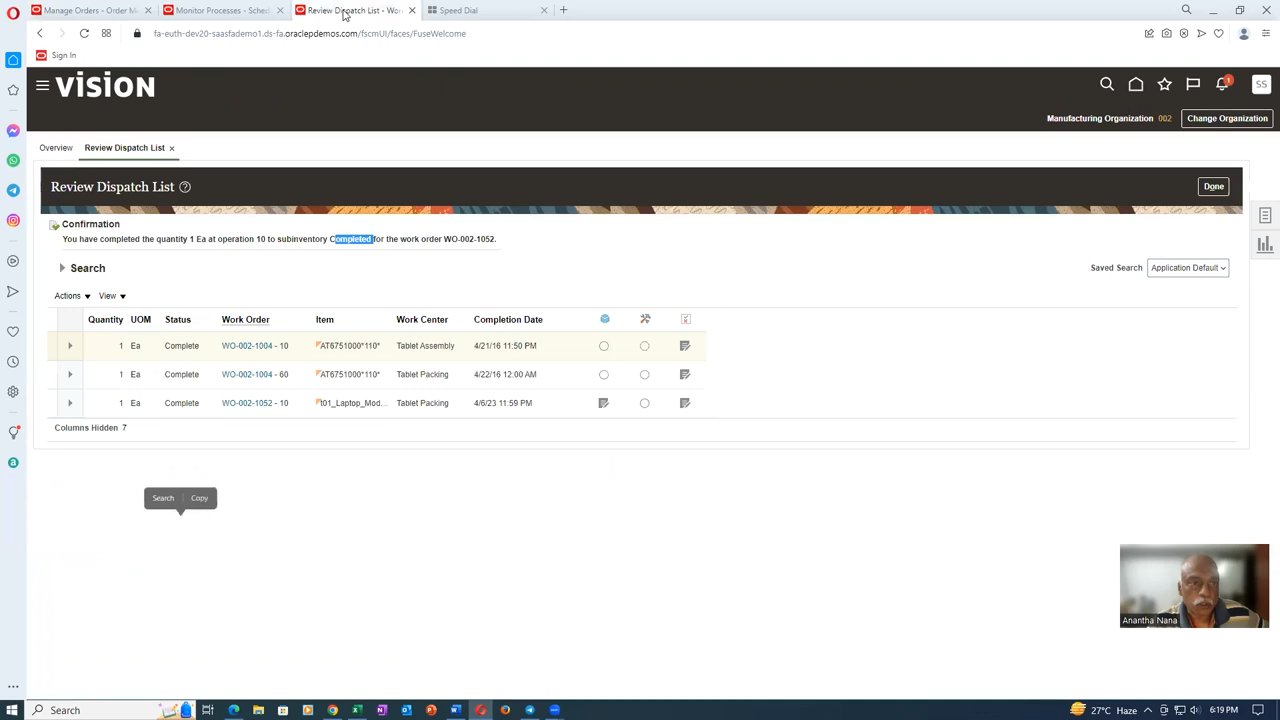 Manage Orders - Order M
Monitor Processes - Sched
Review Dispatch List - Wor
Speed Dial
fa-euth-dev20-saasfademo1.ds-fa.oraclepdemos.com/fscmUI/faces/FuseWelcome
Sign In
VISION
1
SS
Manufacturing Organization 002
Change Organization
Overview
Review Dispatch List
Review Dispatch List
Done
Confirmation
You have completed the quantity 1 Ea at operation 10 to subinventory Completed for the work order WO-002-1052.
Search
Saved Search Application Default
Actions View
Quantity UOM Status Work Order Item Work Center Completion Date
1 Ea Complete WO-002-1004 - 10 AT6751000*110* Tablet Assembly 4/21/16 11:50 PM
1 Ea Complete WO-002-1004 - 60 AT6751000*110* Tablet Packing 4/22/16 12:00 AM
1 Ea Complete WO-002-1052 - 10 t01_Laptop_Mod... Tablet Packing 4/6/23 11:59 PM
Columns Hidden 7
Search Copy
Anantha Nana
Search
27°C Haze
6:19 PM